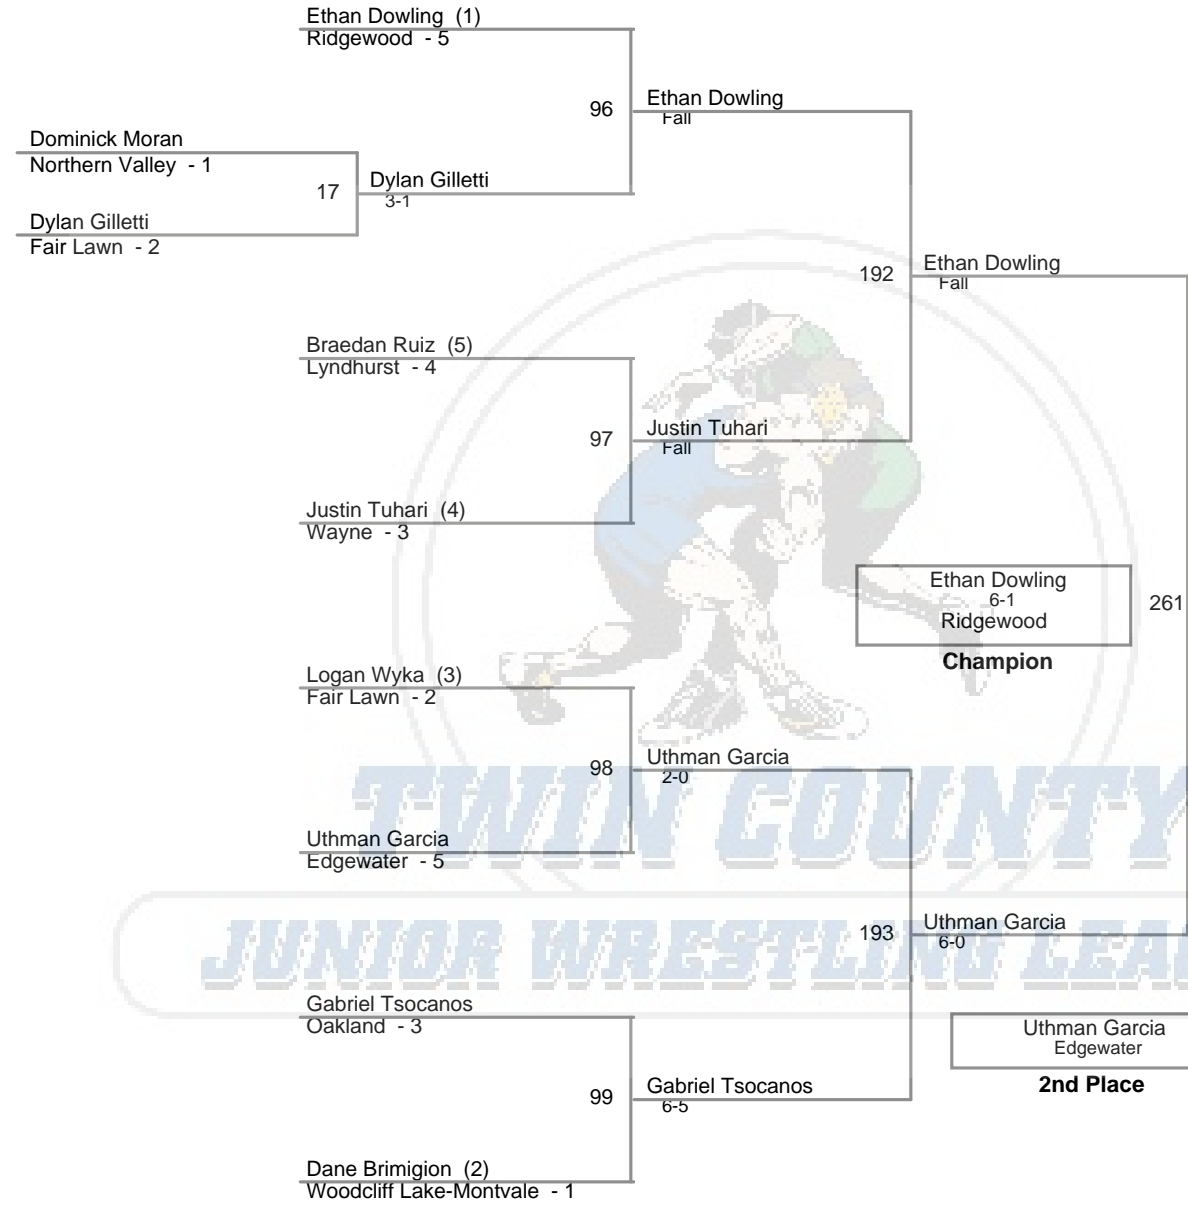 Ethan Dowling (1)
Ridgewood - 5
96
Ethan Dowling
Fall
Dominick Moran
Northern Valley - 1
17
Dylan Gilletti
3-1
Dylan Gilletti
Fair Lawn - 2
192
Ethan Dowling
Fall
Braedan Ruiz (5)
Lyndhurst - 4
97
Justin Tuhari
Fall
Justin Tuhari (4)
Wayne - 3
Ethan Dowling
6-1
Ridgewood
261
Champion
Logan Wyka (3)
Fair Lawn - 2
98
Uthman Garcia
2-0
TWIN COUNTY
Uthman Garcia
Edgewater - 5
193
Uthman Garcia
6-0
JUNIOR WRESTLING LEA
Gabriel Tsocanos
Oakland - 3
Uthman Garcia
Edgewater
2nd Place
99
Gabriel Tsocanos
6-5
Dane Brimigion (2)
Woodcliff Lake-Montvale - 1